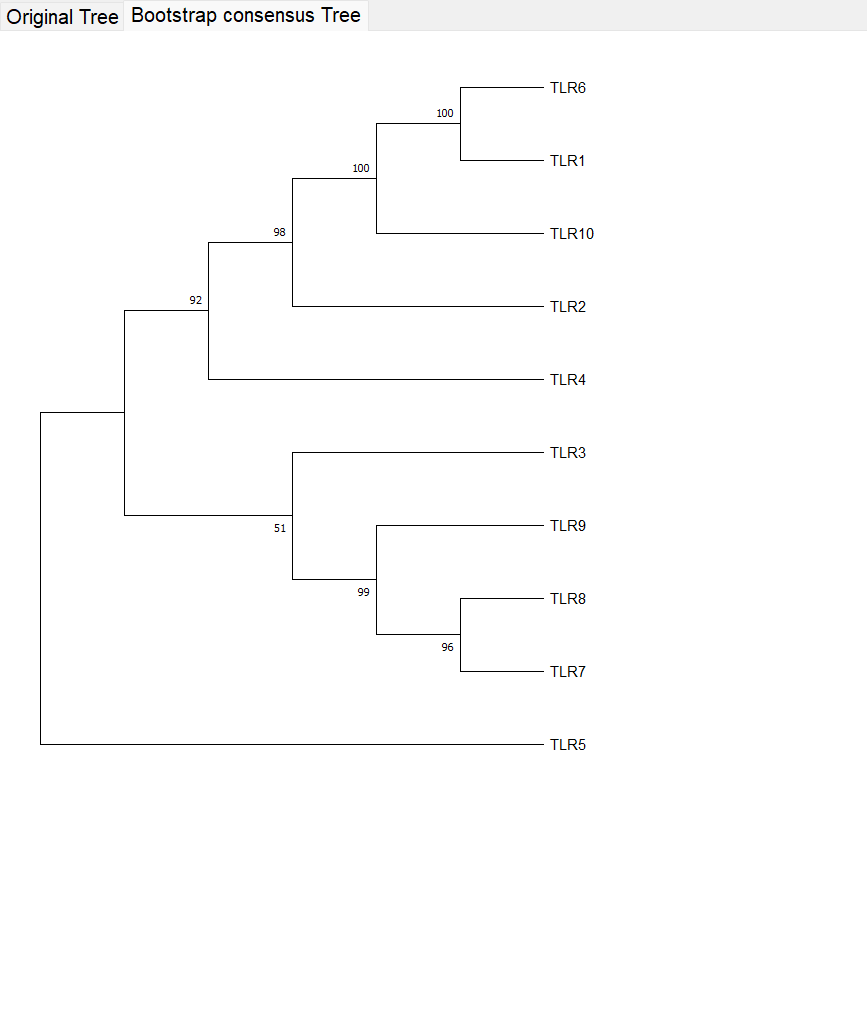 Original Tree
Bootstrap consensus Tree
TLR6
100
TLR1
100
TLR10
98
TLR2
92
TLR4
TLR3
51
TLR9
99
TLR8
96
TLR7
TLR5